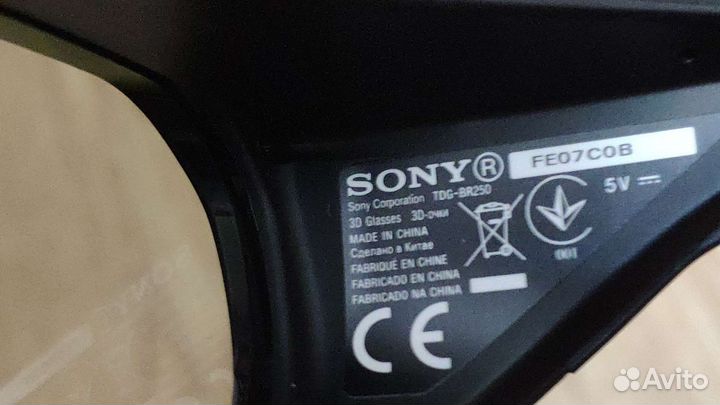 SONY® FE07C0B
Sony Corporation TDG-BR250
3D Glasses 3D-очки
5V
MADE IN CHINA
Сделано в Китае
FABRIQUÉ EN CHINE
FABRICADO EN CHINA
FABRICADO NA CHINA
001
CE
Avito